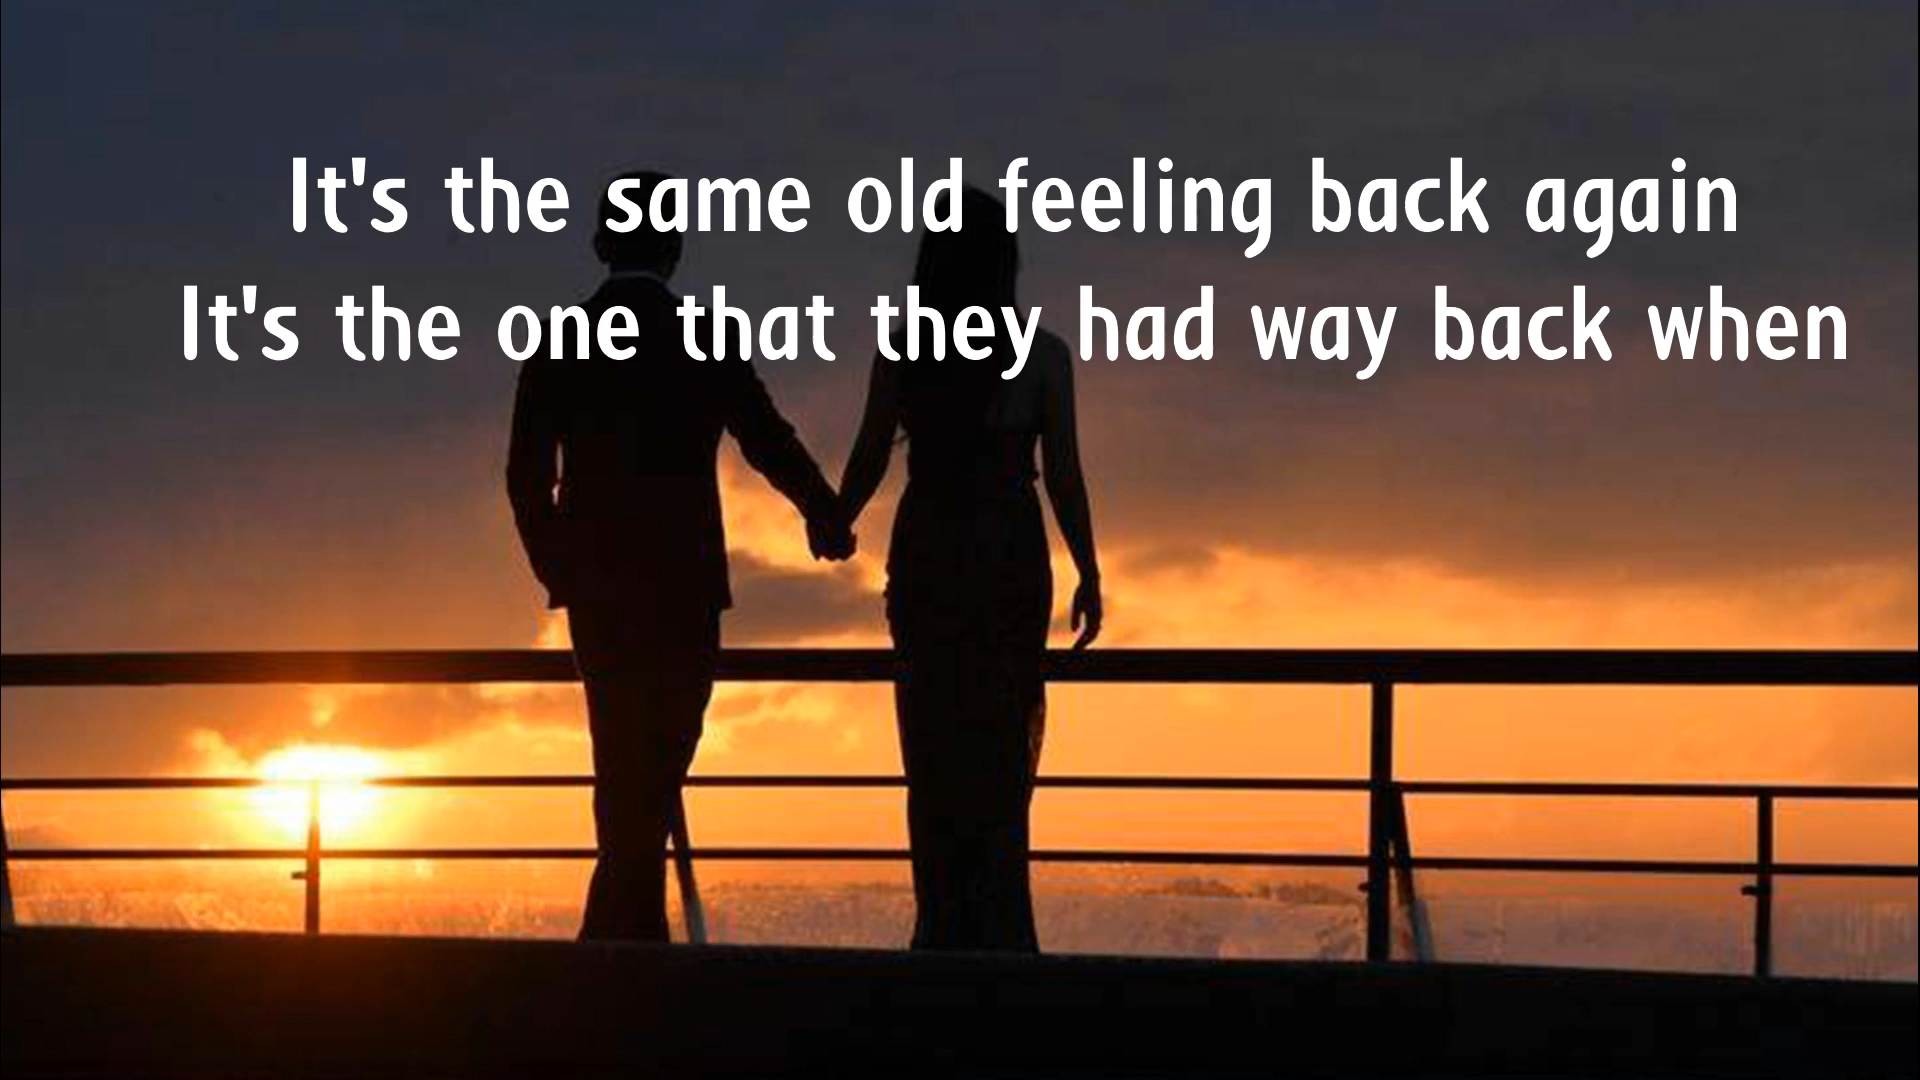 It's the same old feeling back again
It's the one that they had way back when